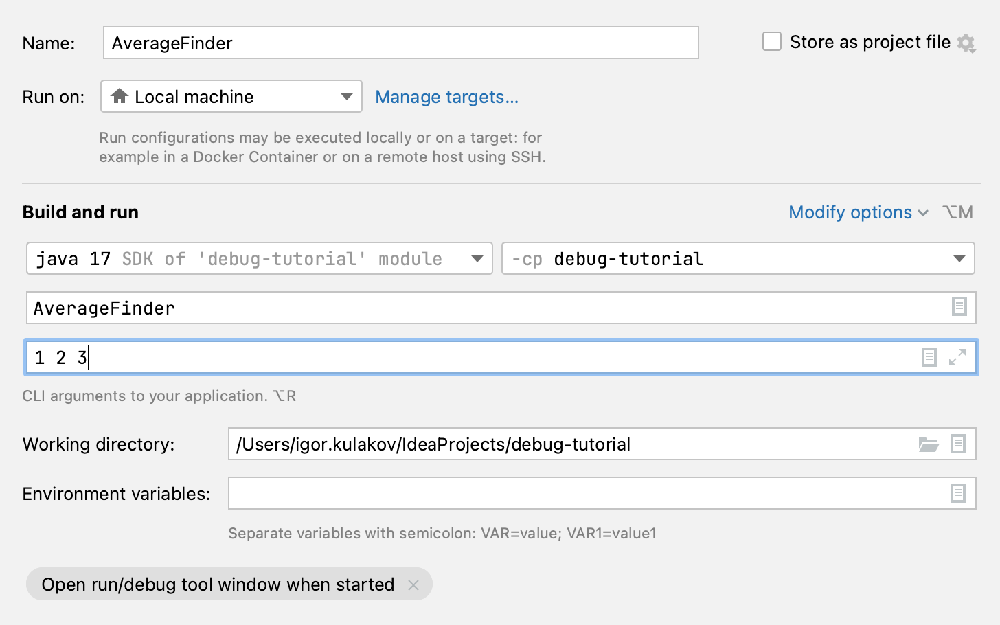 Name: AverageFinder Store as project file
Run on: Local machine Manage targets...
Run configurations may be executed locally or on a target: for
example in a Docker Container or on a remote host using SSH.
Build and run Modify options ⌥M
java 17 SDK of 'debug-tutorial' module -cp debug-tutorial
AverageFinder
1 2 3
CLI arguments to your application. ⌥R
Working directory: /Users/igor.kulakov/IdeaProjects/debug-tutorial
Environment variables:
Separate variables with semicolon: VAR=value; VAR1=value1
Open run/debug tool window when started